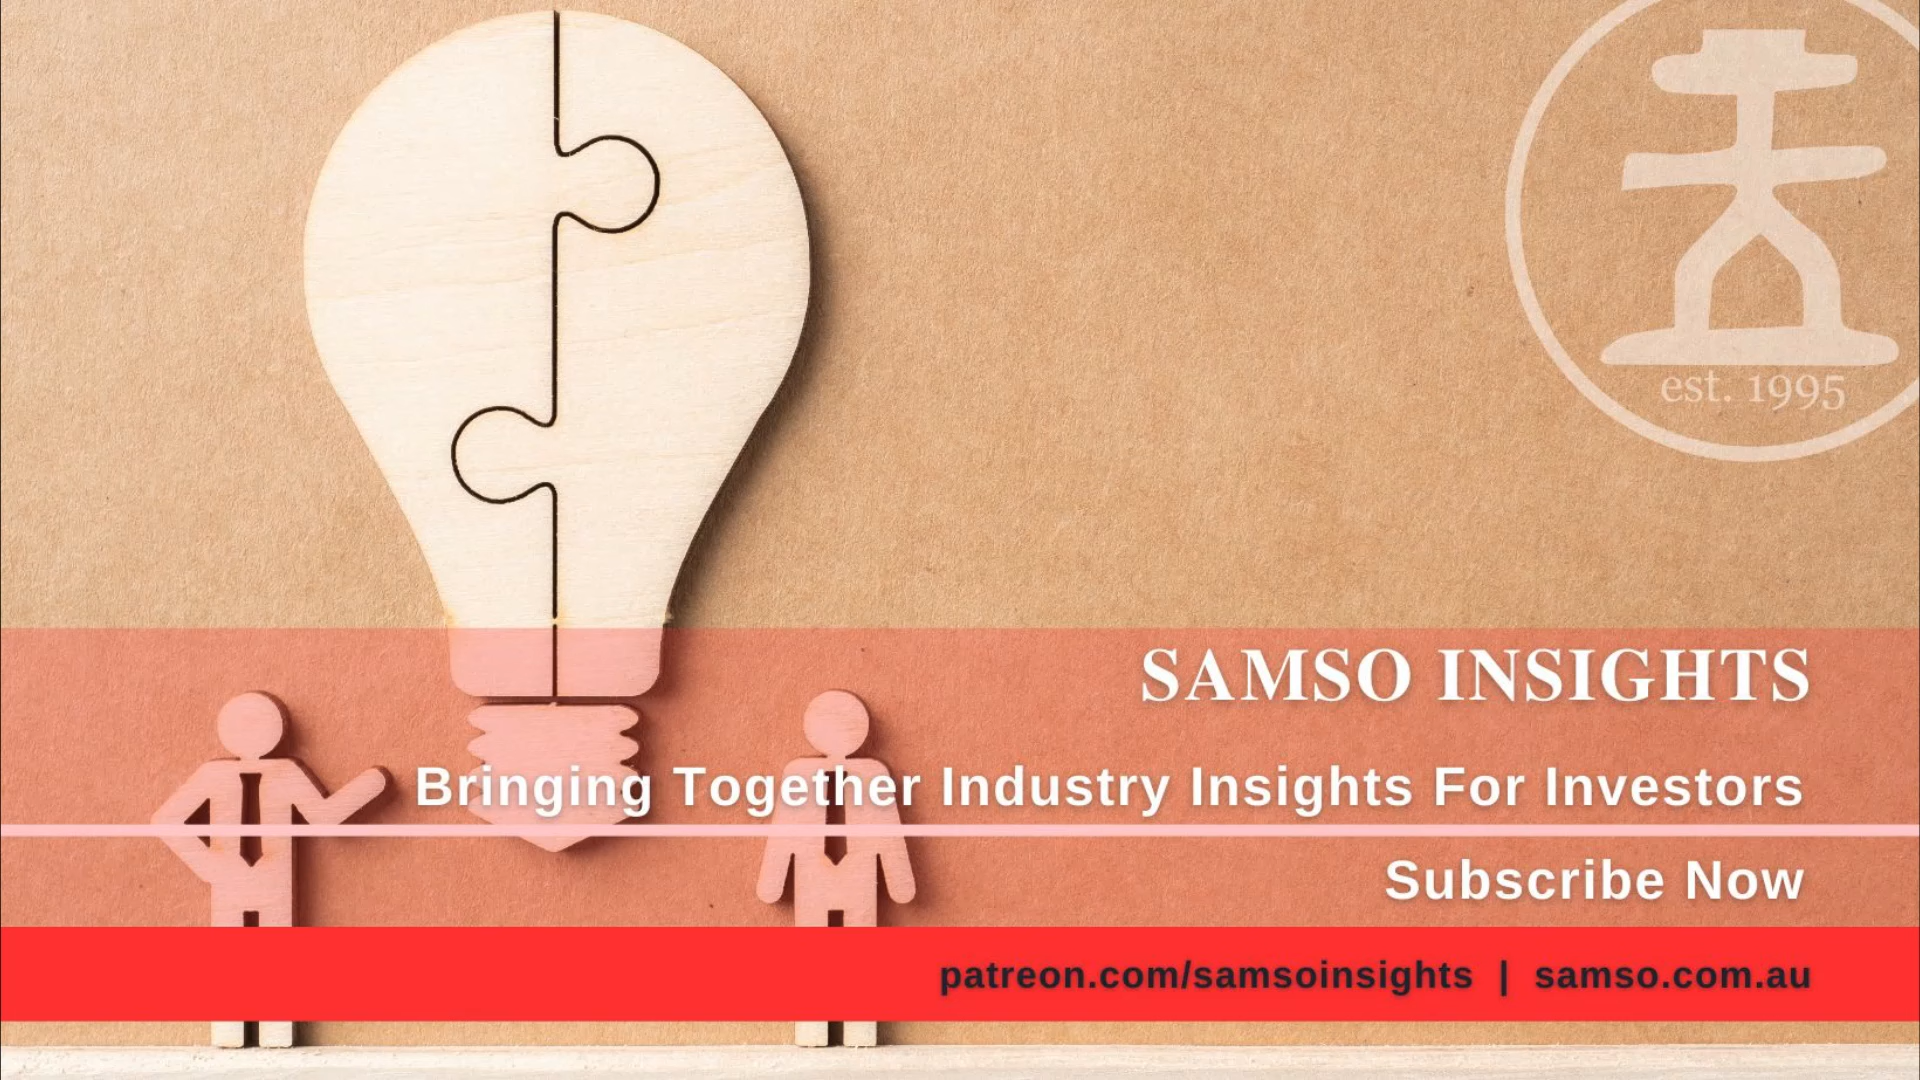 est. 1995
SAMSO INSIGHTS
Bringing Together Industry Insights For Investors
Subscribe Now
patreon.com/samsoinsights | samso.com.au